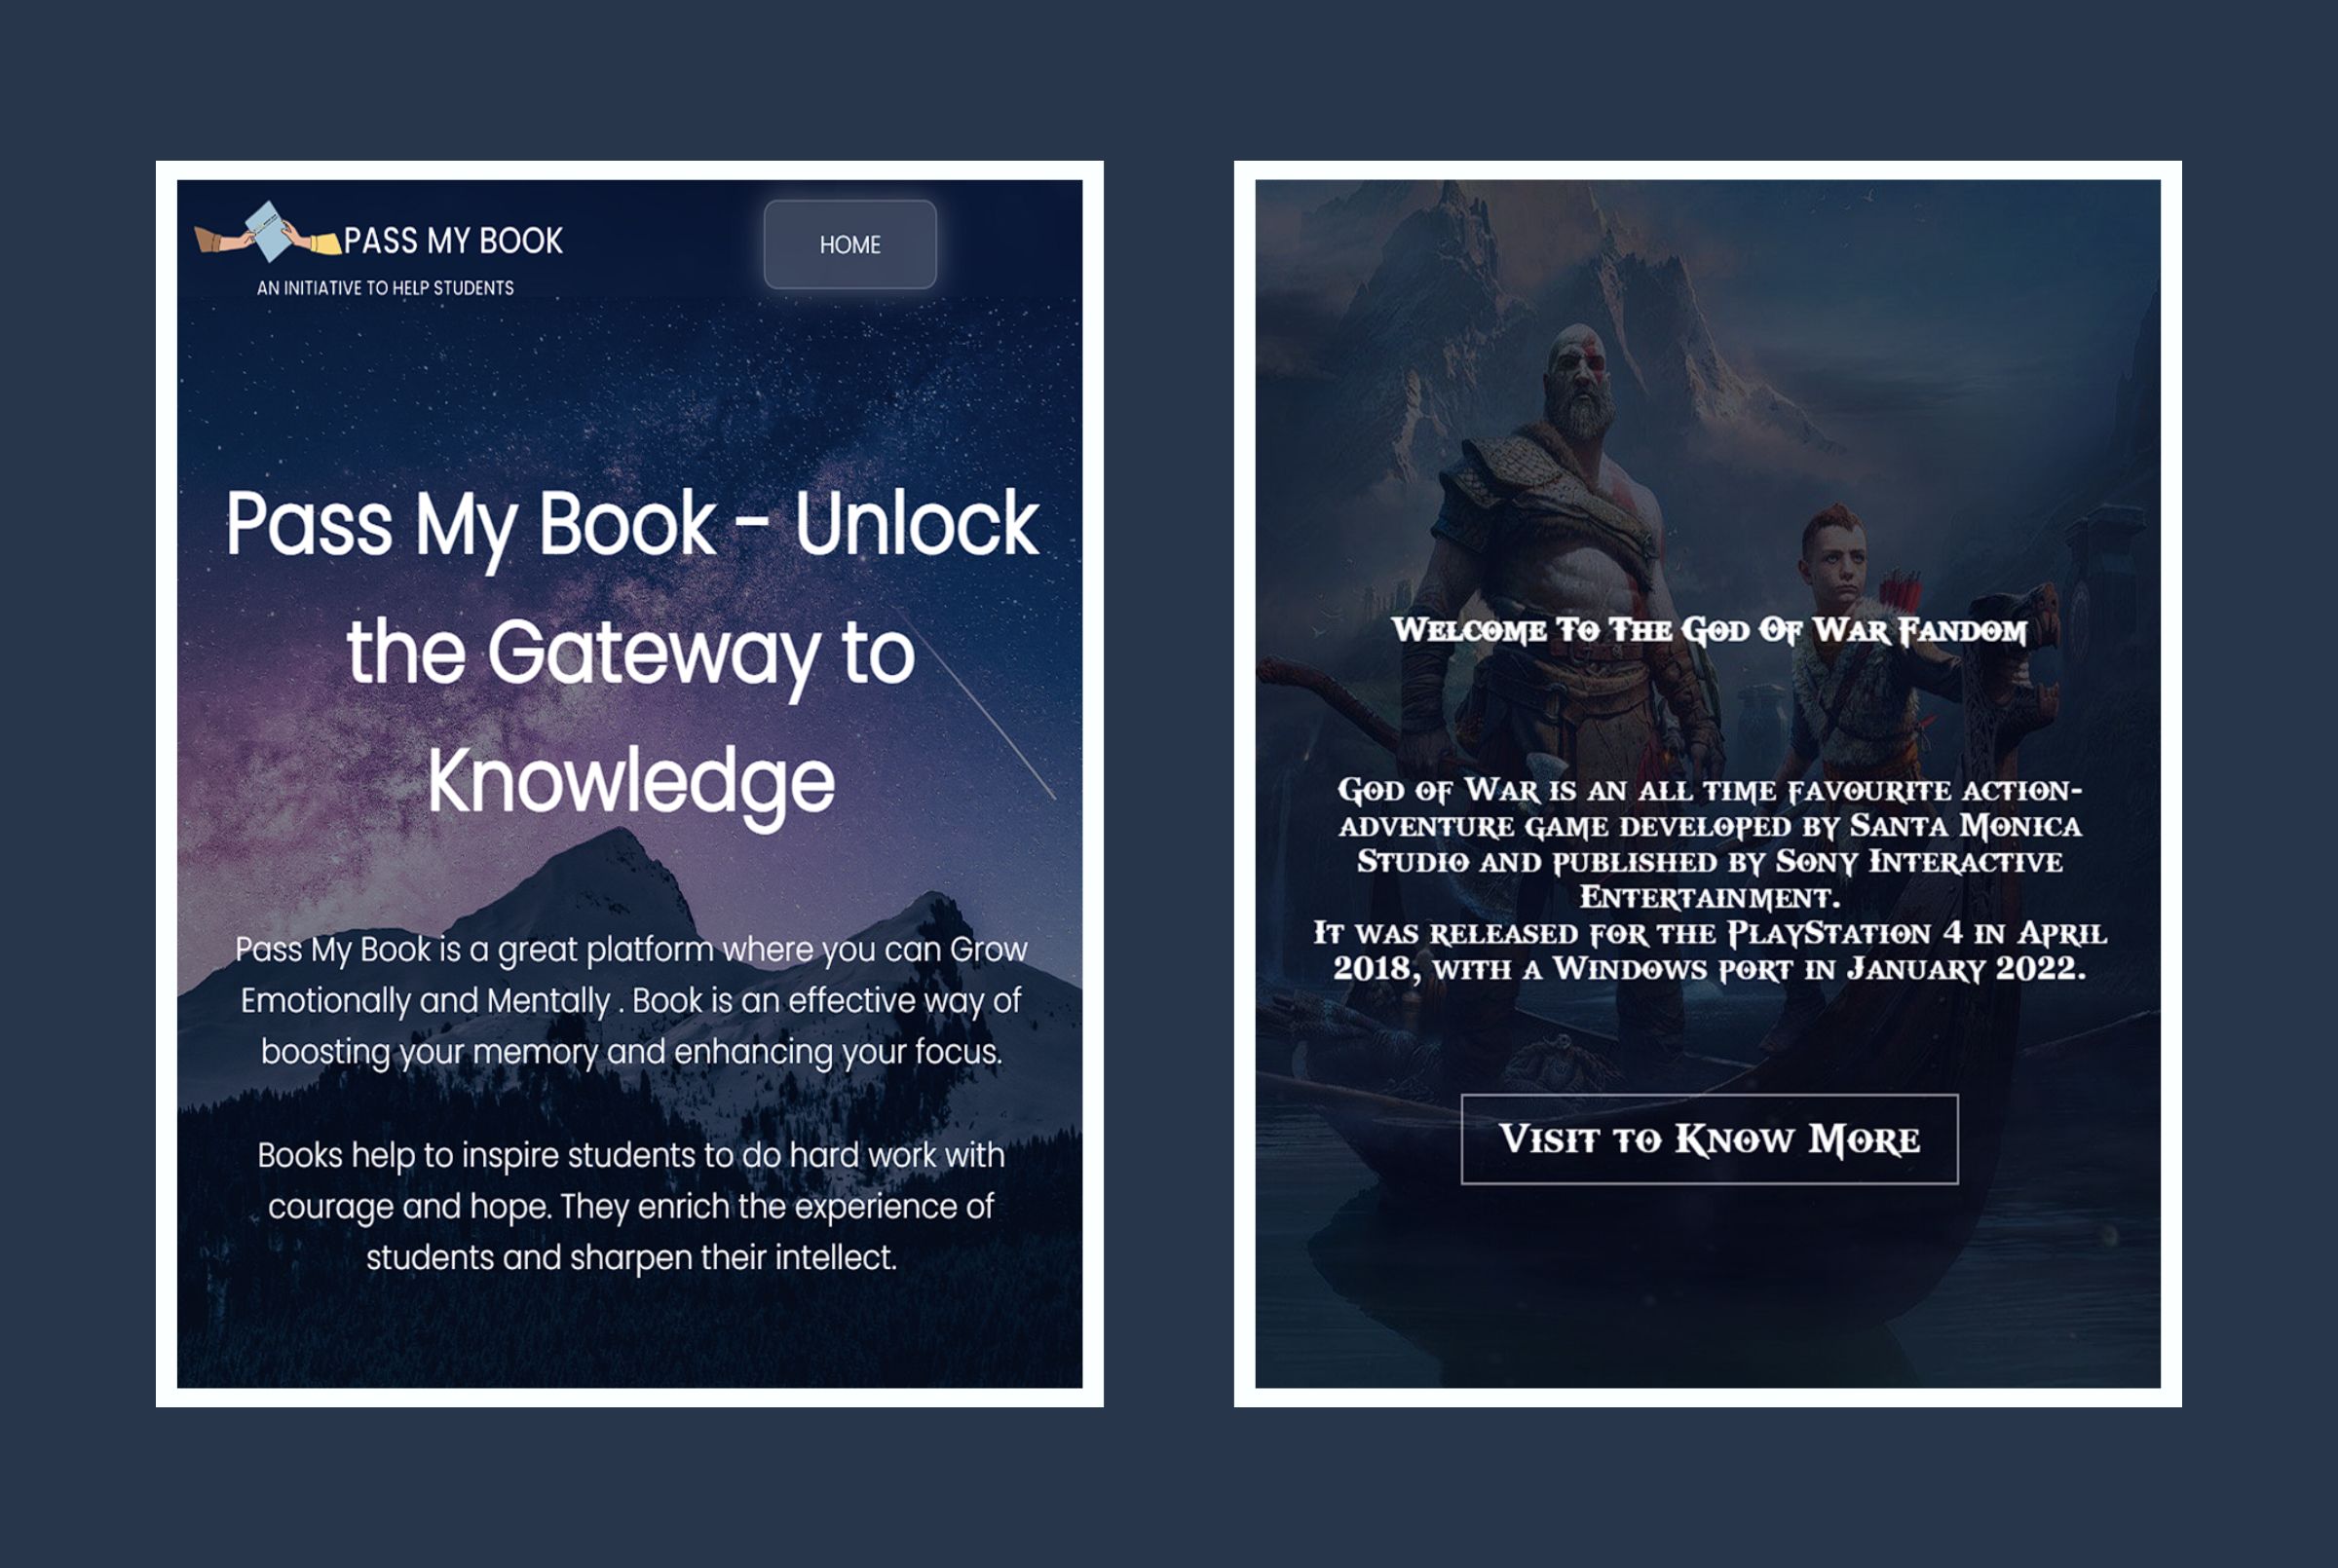 PASS MY BOOK
HOME
AN INITIATIVE TO HELP STUDENTS
Pass My Book - Unlock
the Gateway to
Knowledge
Pass My Book is a great platform where you can Grow
Emotionally and Mentally . Book is an effective way of
boosting your memory and enhancing your focus.
Books help to inspire students to do hard work with
courage and hope. They enrich the experience of
students and sharpen their intellect.
Welcome To The God Of War Fandom
God of War is an all time favourite action-
adventure game developed by Santa Monica
Studio and published by Sony Interactive
Entertainment.
It was released for the PlayStation 4 in April
2018, with a Windows port in January 2022.
Visit to Know More